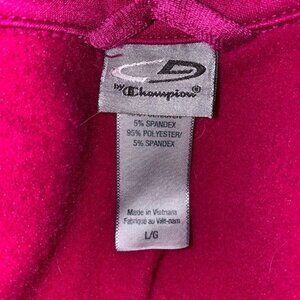 by Champion®
5% SPANDEX
95% POLYESTER/
5% SPANDEX
Made in Vietnam
Fabriqué au Viêt-nam
L/G